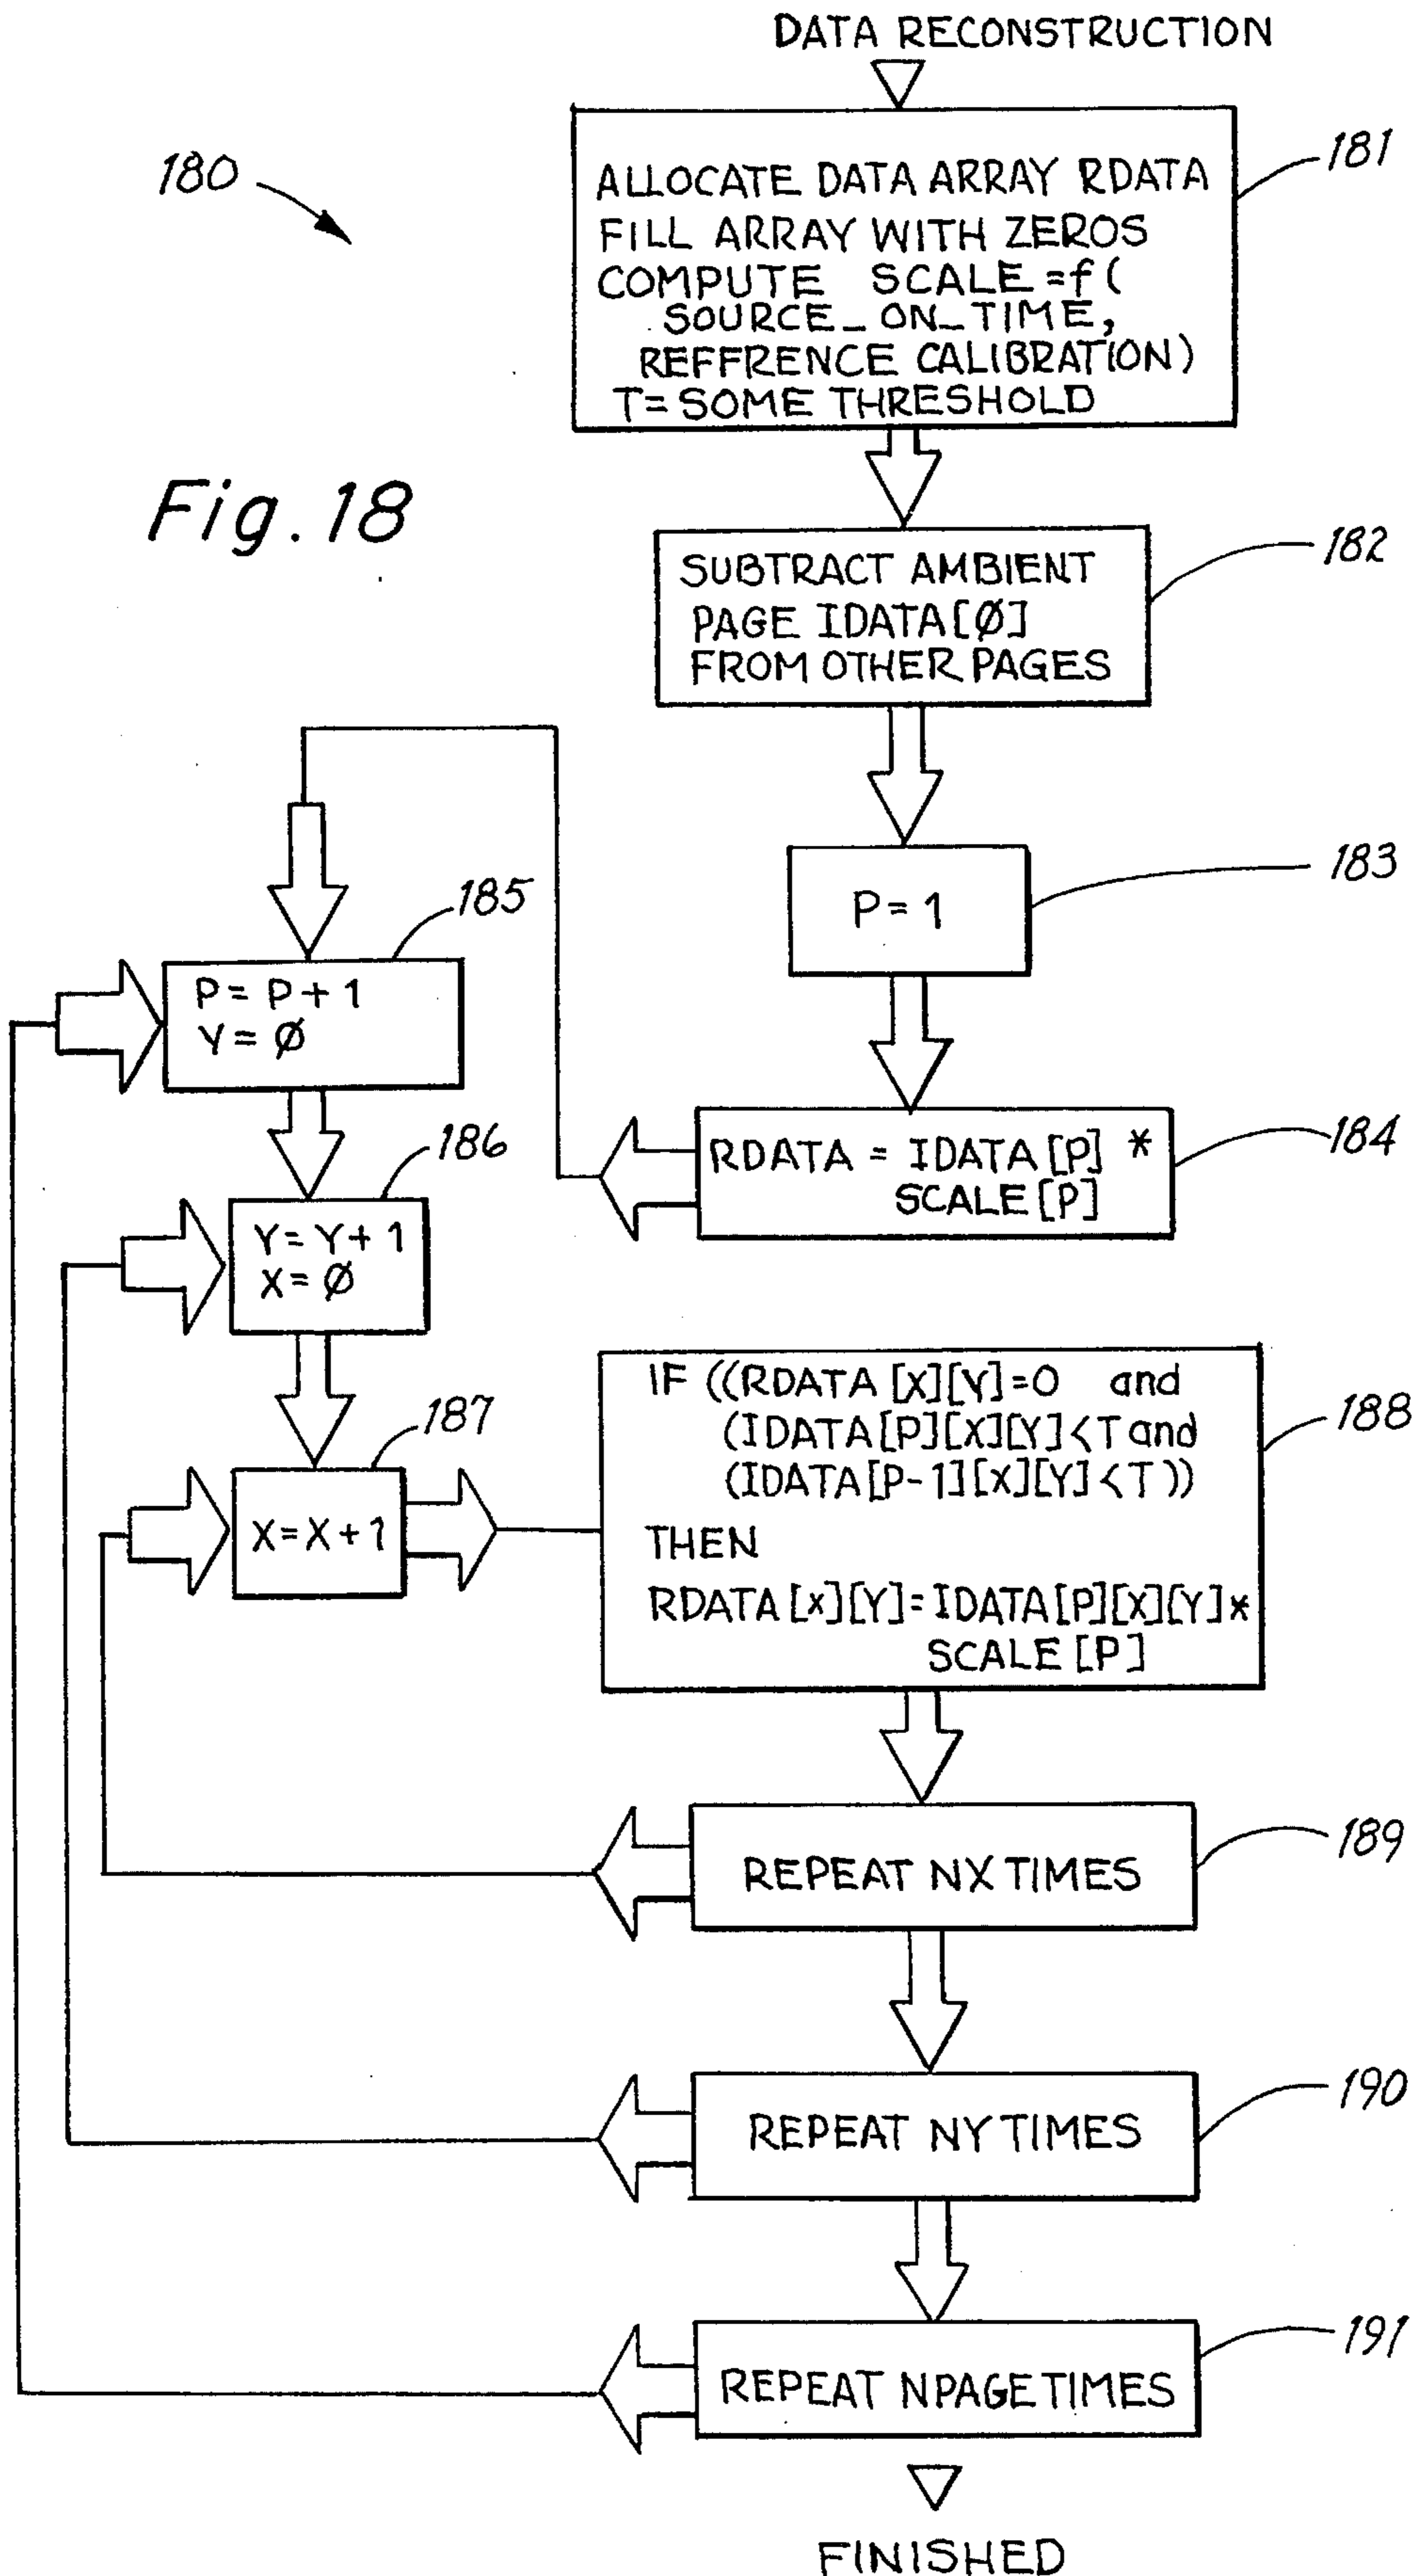 DATA RECONSTRUCTION
180
181
ALLOCATE DATA ARRAY RDATA
FILL ARRAY WITH ZEROS
COMPUTE SCALE =f(
SOURCE_ON_TIME,
REFFRENCE CALIBRATION)
T=SOME THRESHOLD
Fig.18
182
SUBTRACT AMBIENT
PAGE IDATA[Ø]
FROM OTHER PAGES
183
P=1
184
RDATA = IDATA[P] *
SCALE[P]
185
P=P+1
Y=Ø
186
Y=Y+1
X=Ø
187
X=X+1
188
IF ((RDATA[X][Y]=0 and
(IDATA[P][X][Y]<T and
(IDATA[P-1][X][Y]<T))
THEN
RDATA[X][Y]=IDATA[P][X][Y]*
SCALE[P]
189
REPEAT NX TIMES
190
REPEAT NY TIMES
191
REPEAT NPAGE TIMES
FINISHED